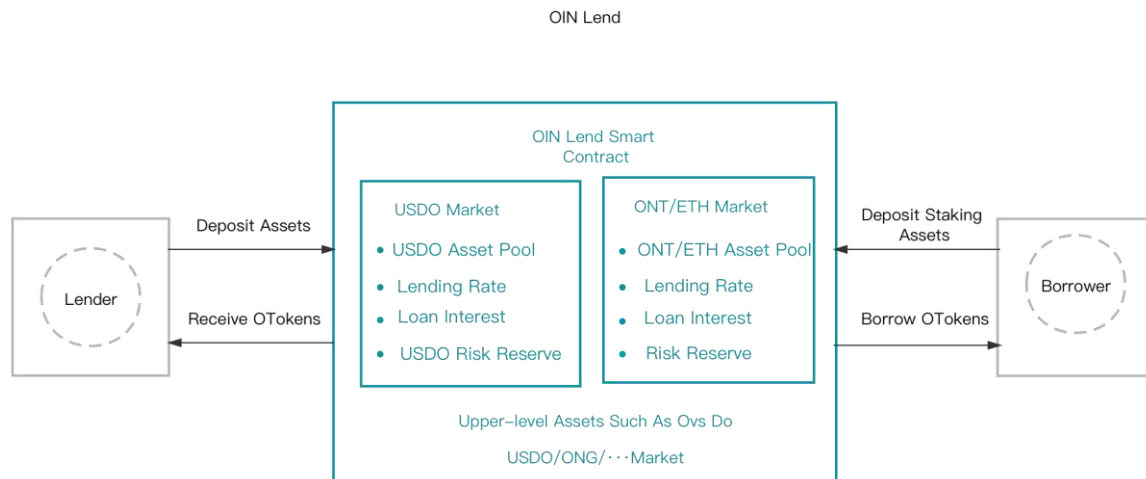 OIN Lend
OIN Lend Smart
Contract
USDO Market
• USDO Asset Pool
• Lending Rate
• Loan Interest
• USDO Risk Reserve
ONT/ETH Market
• ONT/ETH Asset Pool
• Lending Rate
• Loan Interest
• Risk Reserve
Deposit Assets
Lender
Receive OTokens
Deposit Staking
Assets
Borrower
Borrow OTokens
Upper-level Assets Such As Ovs Do
USDO/ONG/···Market